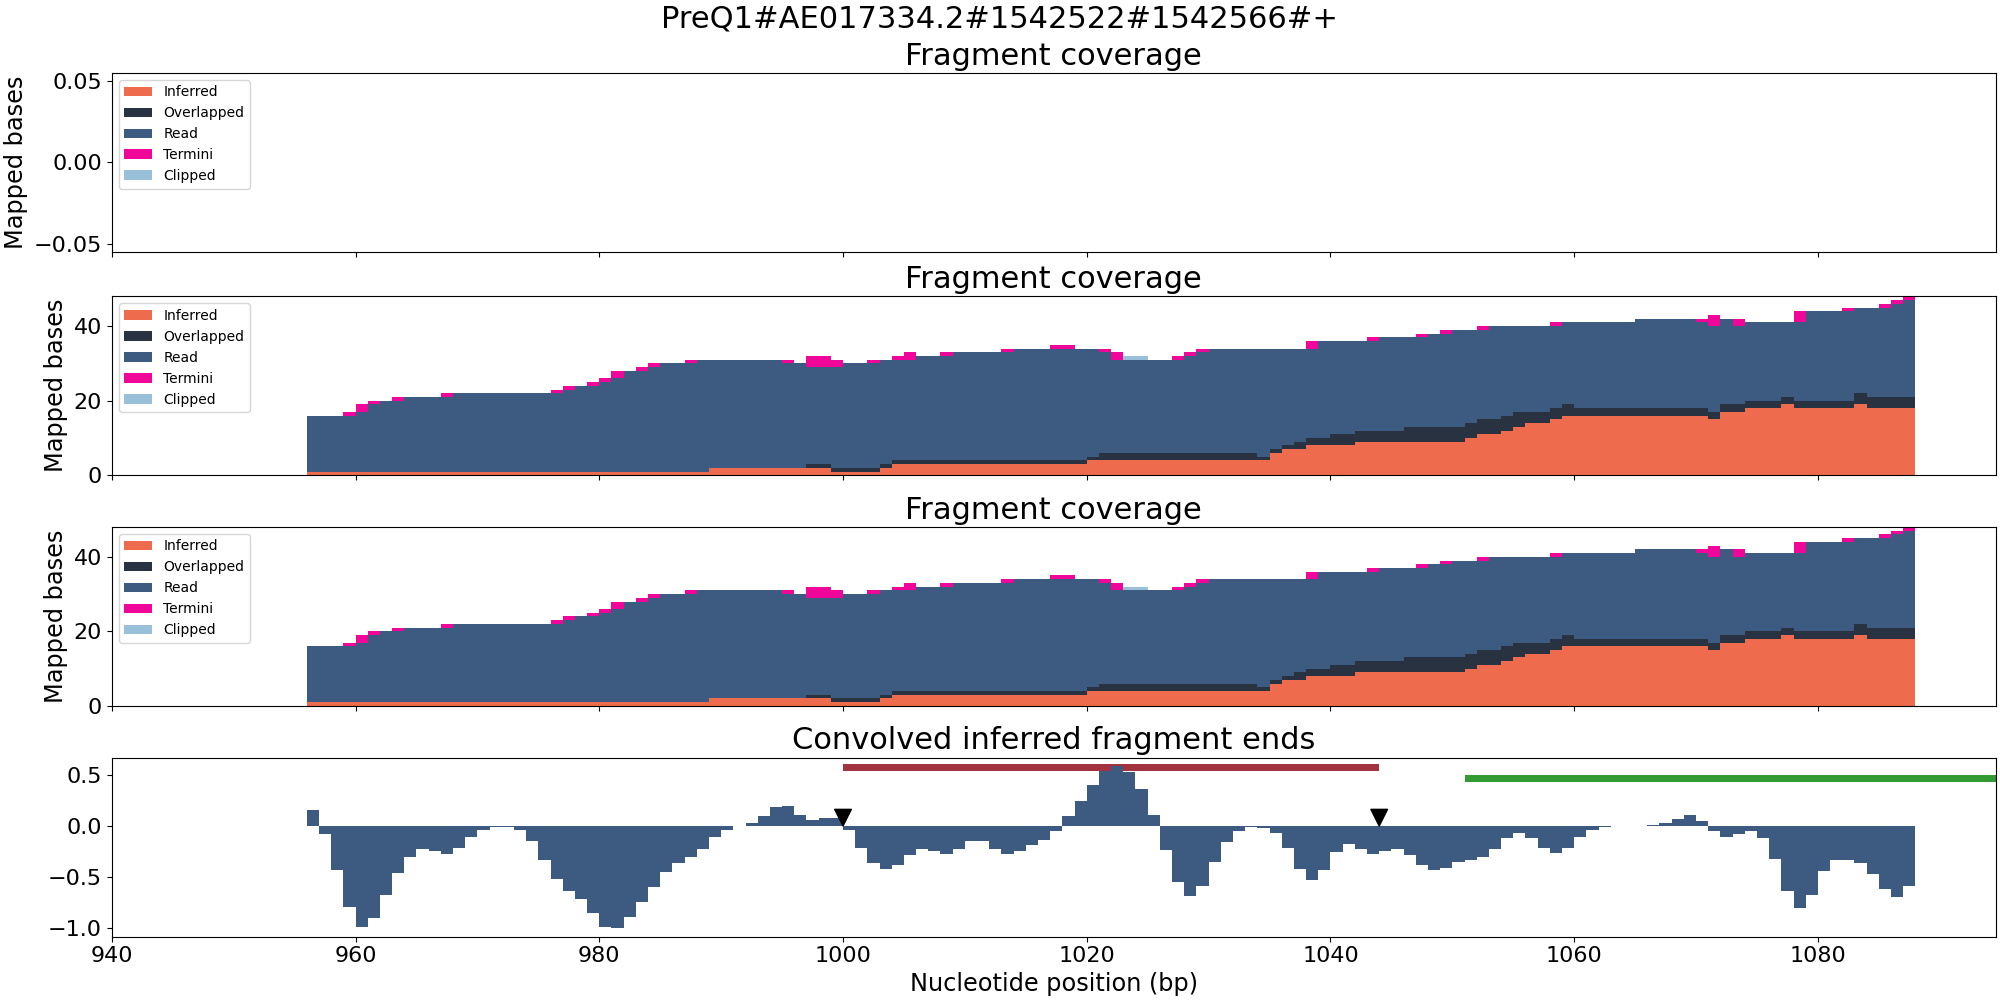 PreQ1#AE017334.2#1542522#1542566#+
Fragment coverage
Mapped bases
0.05
0.00
−0.05
Inferred
Overlapped
Read
Termini
Clipped
Fragment coverage
Mapped bases
40
20
0
Inferred
Overlapped
Read
Termini
Clipped
Fragment coverage
Mapped bases
40
20
0
Inferred
Overlapped
Read
Termini
Clipped
Convolved inferred fragment ends
0.5
0.0
−0.5
−1.0
940 960 980 1000 1020 1040 1060 1080
Nucleotide position (bp)